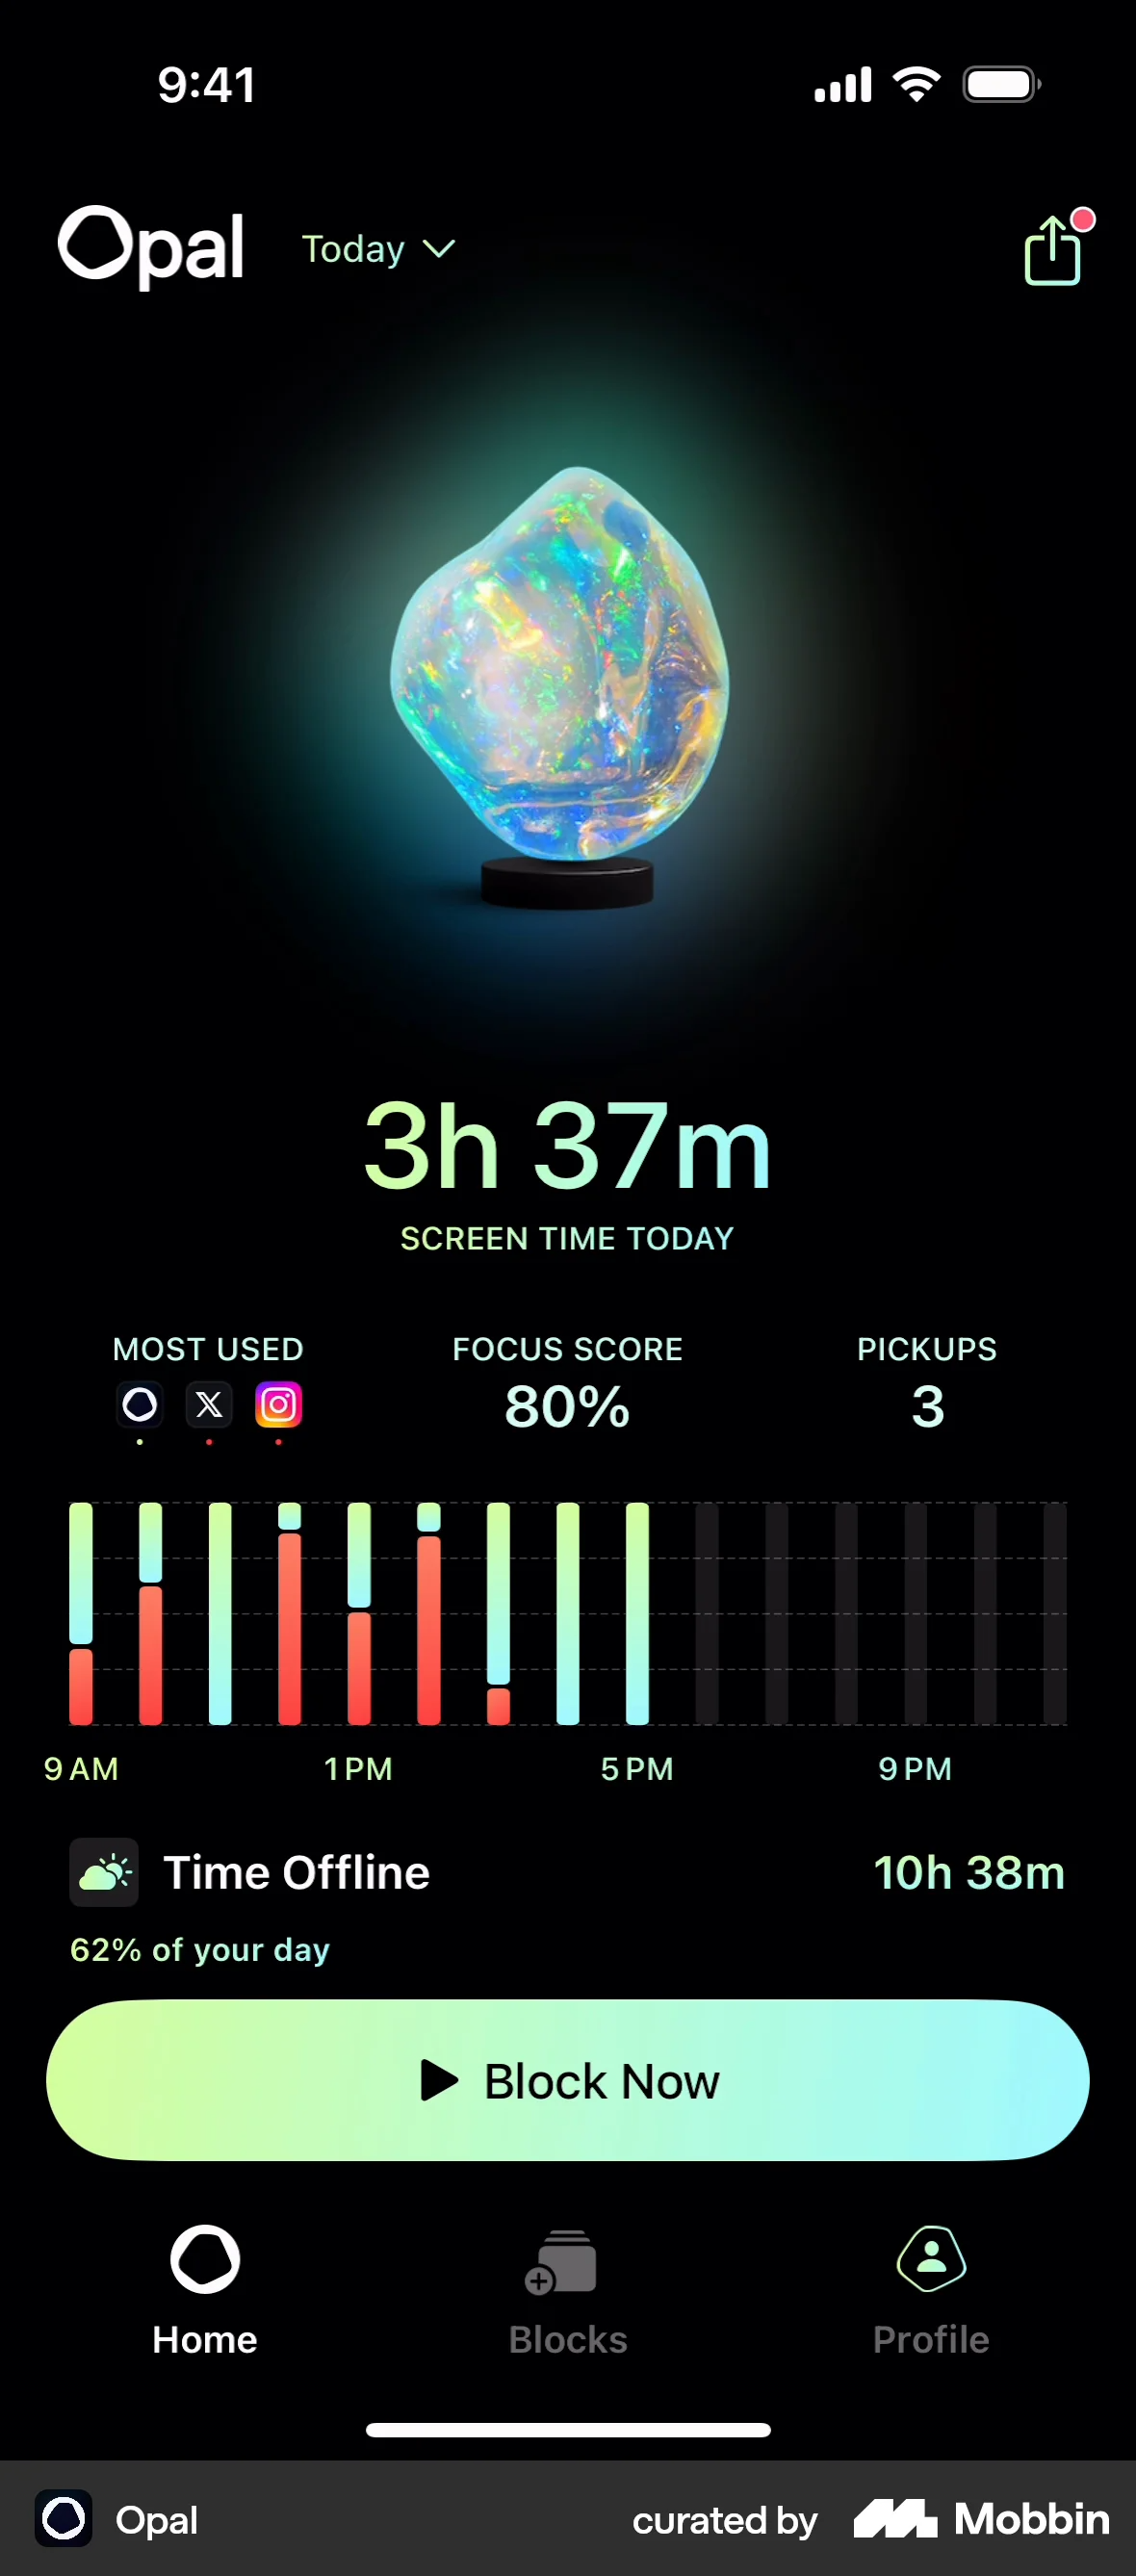 9:41
Opal
Today
3h 37m
SCREEN TIME TODAY
MOST USED
FOCUS SCORE
PICKUPS
80%
3
9 AM
1 PM
5 PM
9 PM
Time Offline
10h 38m
62% of your day
Block Now
Home
Blocks
Profile
Opal
curated by
Mobbin